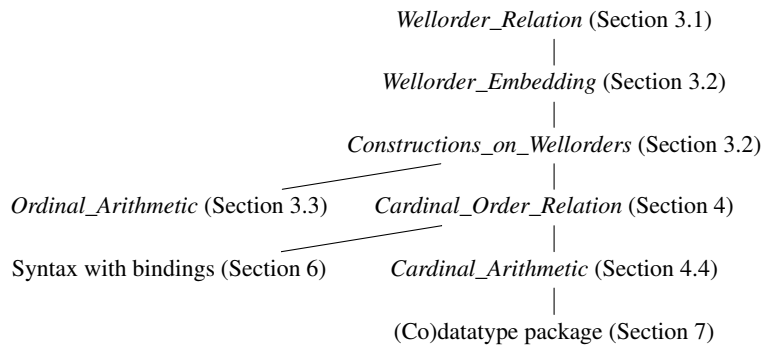 Wellorder_Relation (Section 3.1)
Wellorder_Embedding (Section 3.2)
Constructions_on_Wellorders (Section 3.2)
Ordinal_Arithmetic (Section 3.3) Cardinal_Order_Relation (Section 4)
Syntax with bindings (Section 6) Cardinal_Arithmetic (Section 4.4)
(Co)datatype package (Section 7)